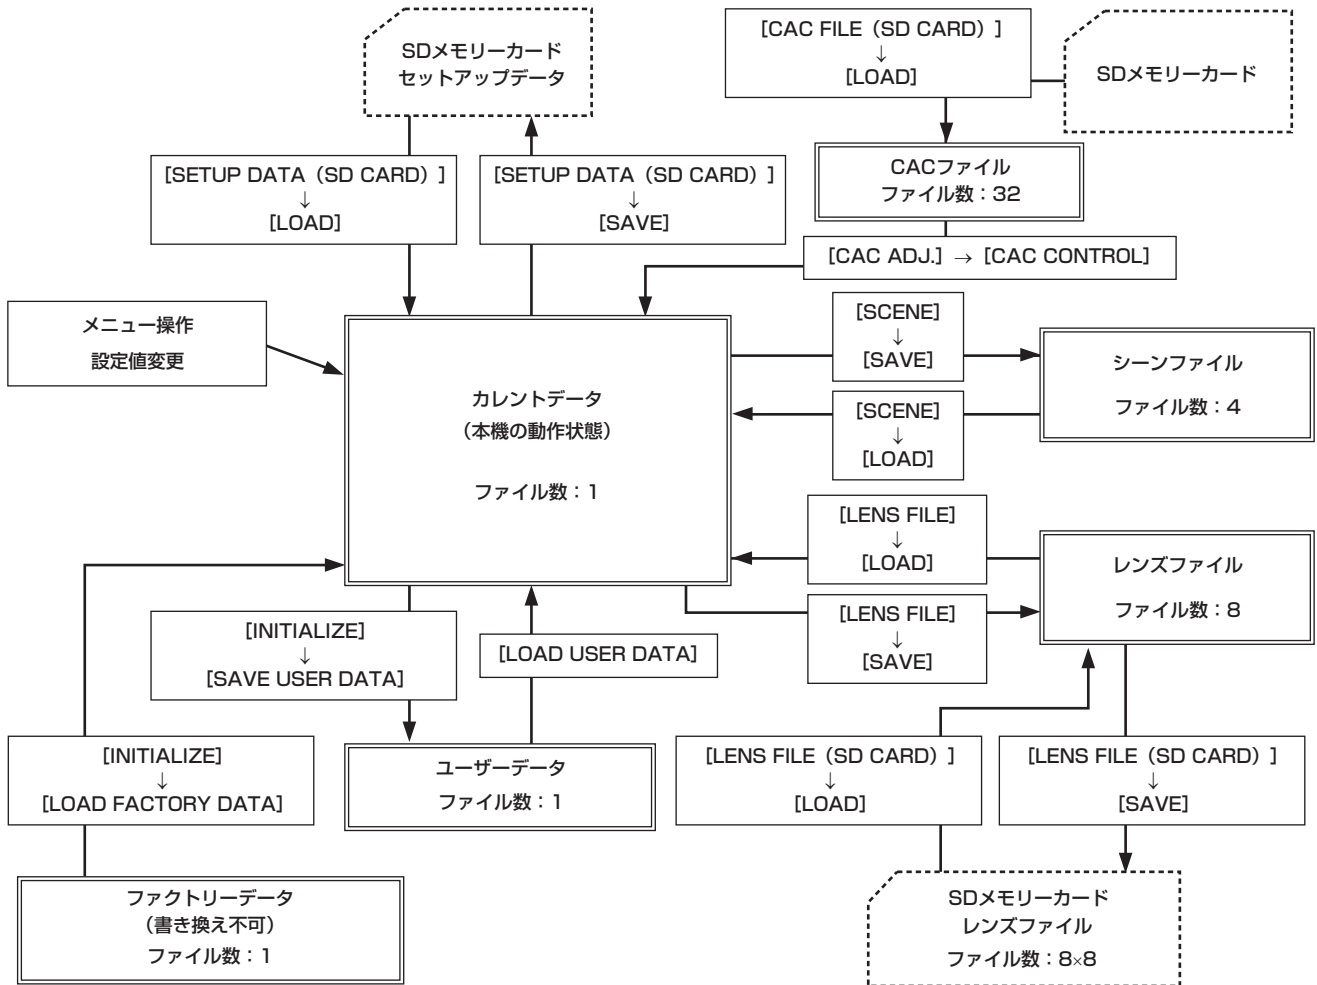 SDメモリーカード
セットアップデータ
[CAC FILE（SD CARD）]
↓
[LOAD]
SDメモリーカード
[SETUP DATA（SD CARD）]
↓
[LOAD]
[SETUP DATA（SD CARD）]
↓
[SAVE]
CACファイル
ファイル数：32
[CAC ADJ.] → [CAC CONTROL]
メニュー操作
設定値変更
カレントデータ
（本機の動作状態）
ファイル数：1
[SCENE]
↓
[SAVE]
[SCENE]
↓
[LOAD]
シーンファイル
ファイル数：4
[LENS FILE]
↓
[LOAD]
[LENS FILE]
↓
[SAVE]
レンズファイル
ファイル数：8
[INITIALIZE]
↓
[SAVE USER DATA]
[LOAD USER DATA]
[INITIALIZE]
↓
[LOAD FACTORY DATA]
ユーザーデータ
ファイル数：1
[LENS FILE（SD CARD）]
↓
[LOAD]
[LENS FILE（SD CARD）]
↓
[SAVE]
ファクトリーデータ
（書き換え不可）
ファイル数：1
SDメモリーカード
レンズファイル
ファイル数：8×8